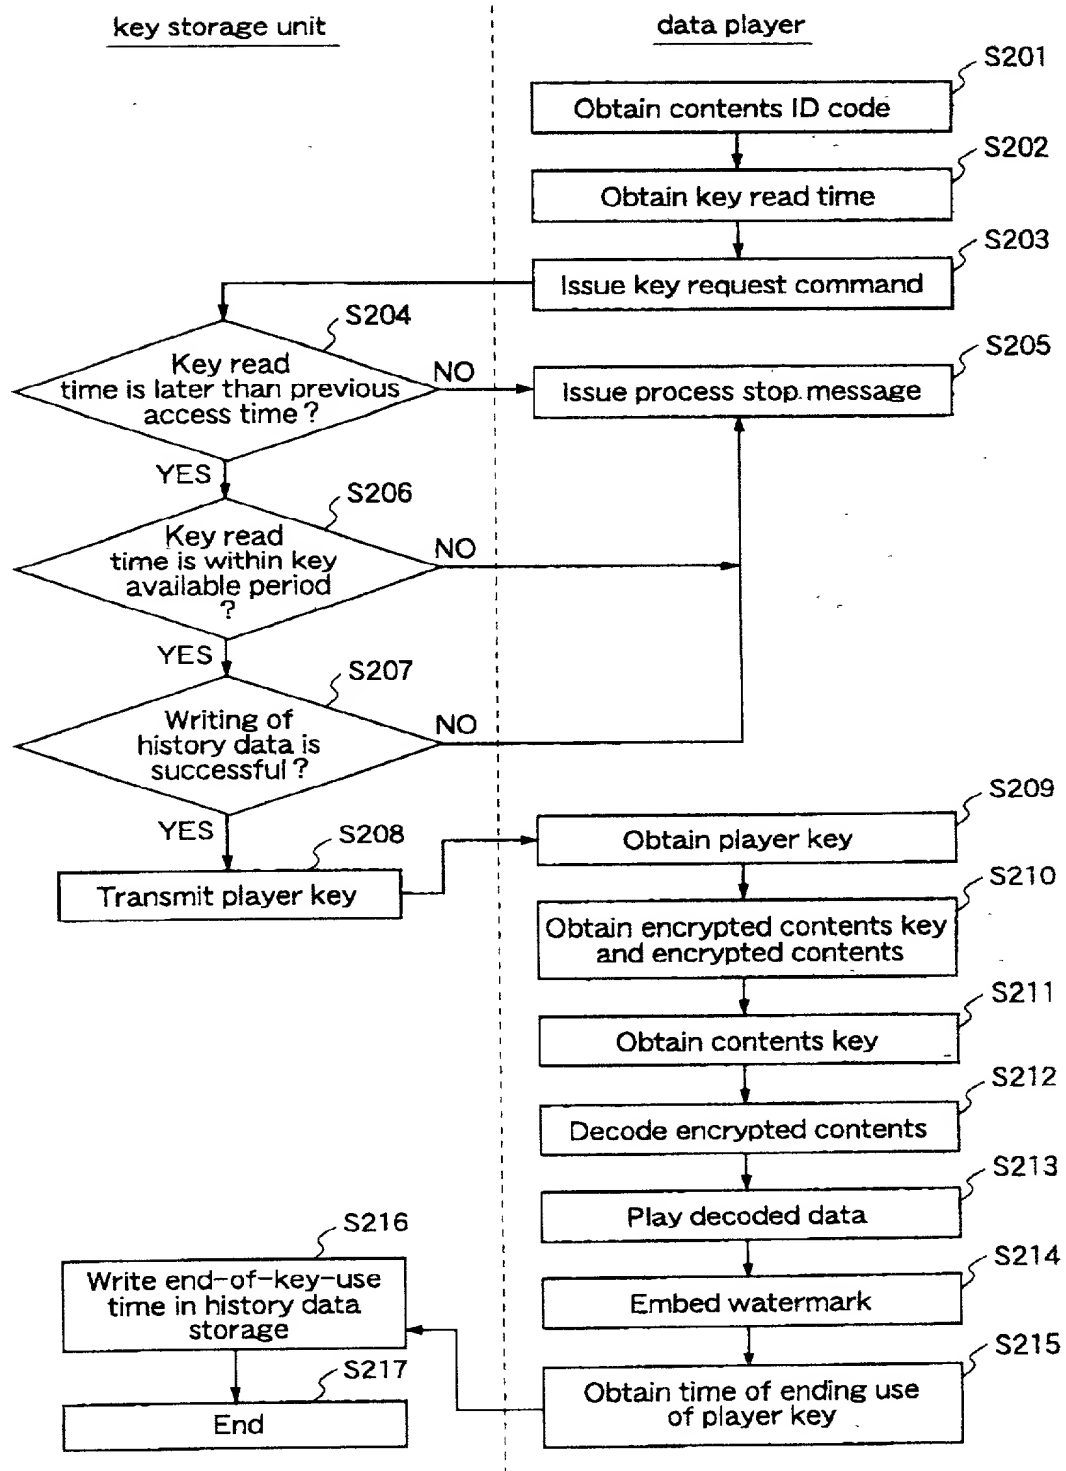 key storage unit
data player
S201
Obtain contents ID code
S202
Obtain key read time
S203
Issue key request command
S204
Key read
time is later than previous
access time ?
NO
S205
Issue process stop message
YES
S206
Key read
time is within key
available period
?
NO
YES
S207
Writing of
history data is
successful ?
NO
YES
S208
Transmit player key
S209
Obtain player key
S210
Obtain encrypted contents key
and encrypted contents
S211
Obtain contents key
S212
Decode encrypted contents
S213
Play decoded data
S214
Embed watermark
S215
Obtain time of ending use
of player key
S216
Write end-of-key-use
time in history data
storage
S217
End